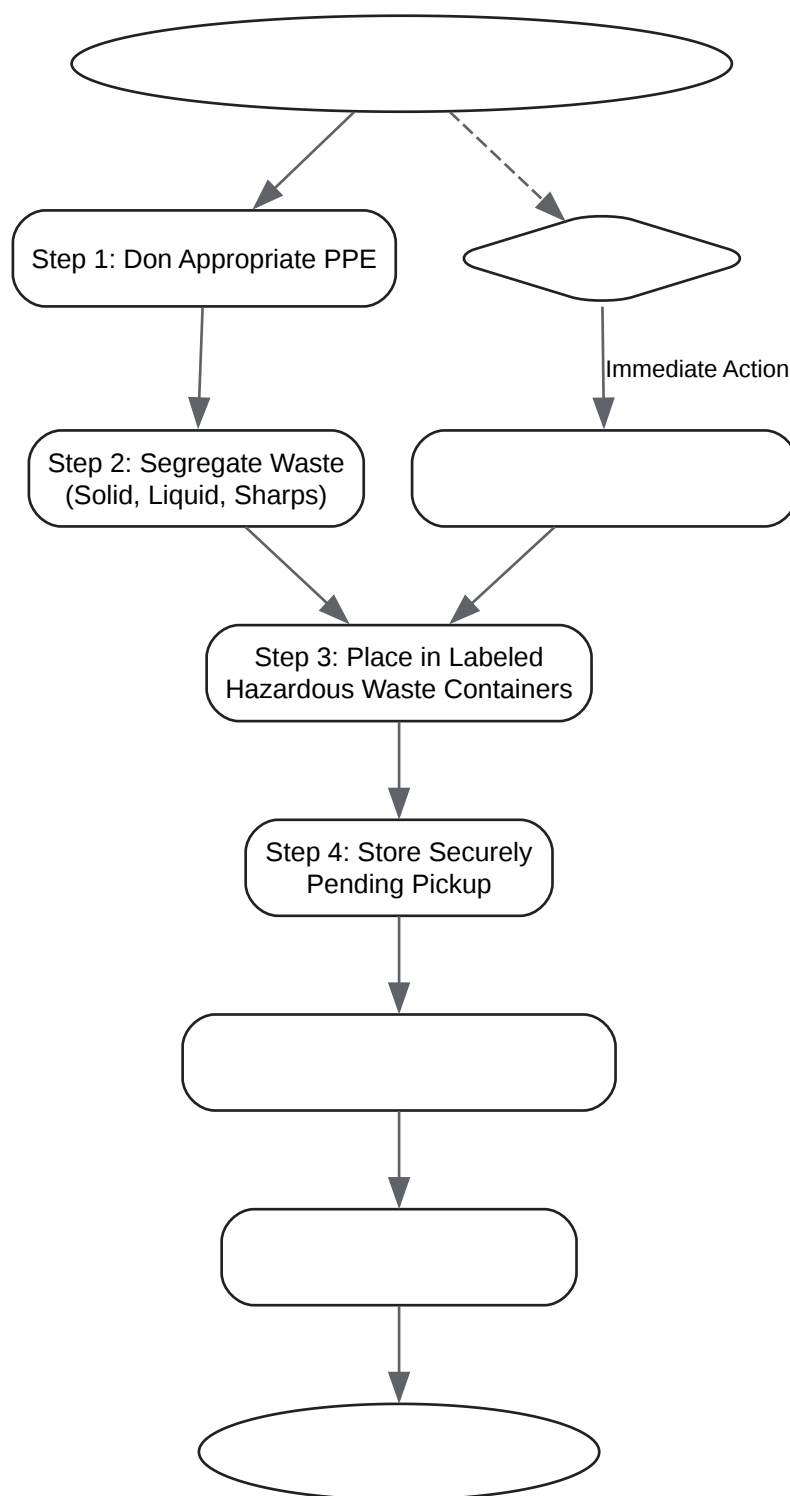 Step 1: Don Appropriate PPE
Immediate Action
Step 2: Segregate Waste
(Solid, Liquid, Sharps)
Step 3: Place in Labeled
Hazardous Waste Containers
Step 4: Store Securely
Pending Pickup